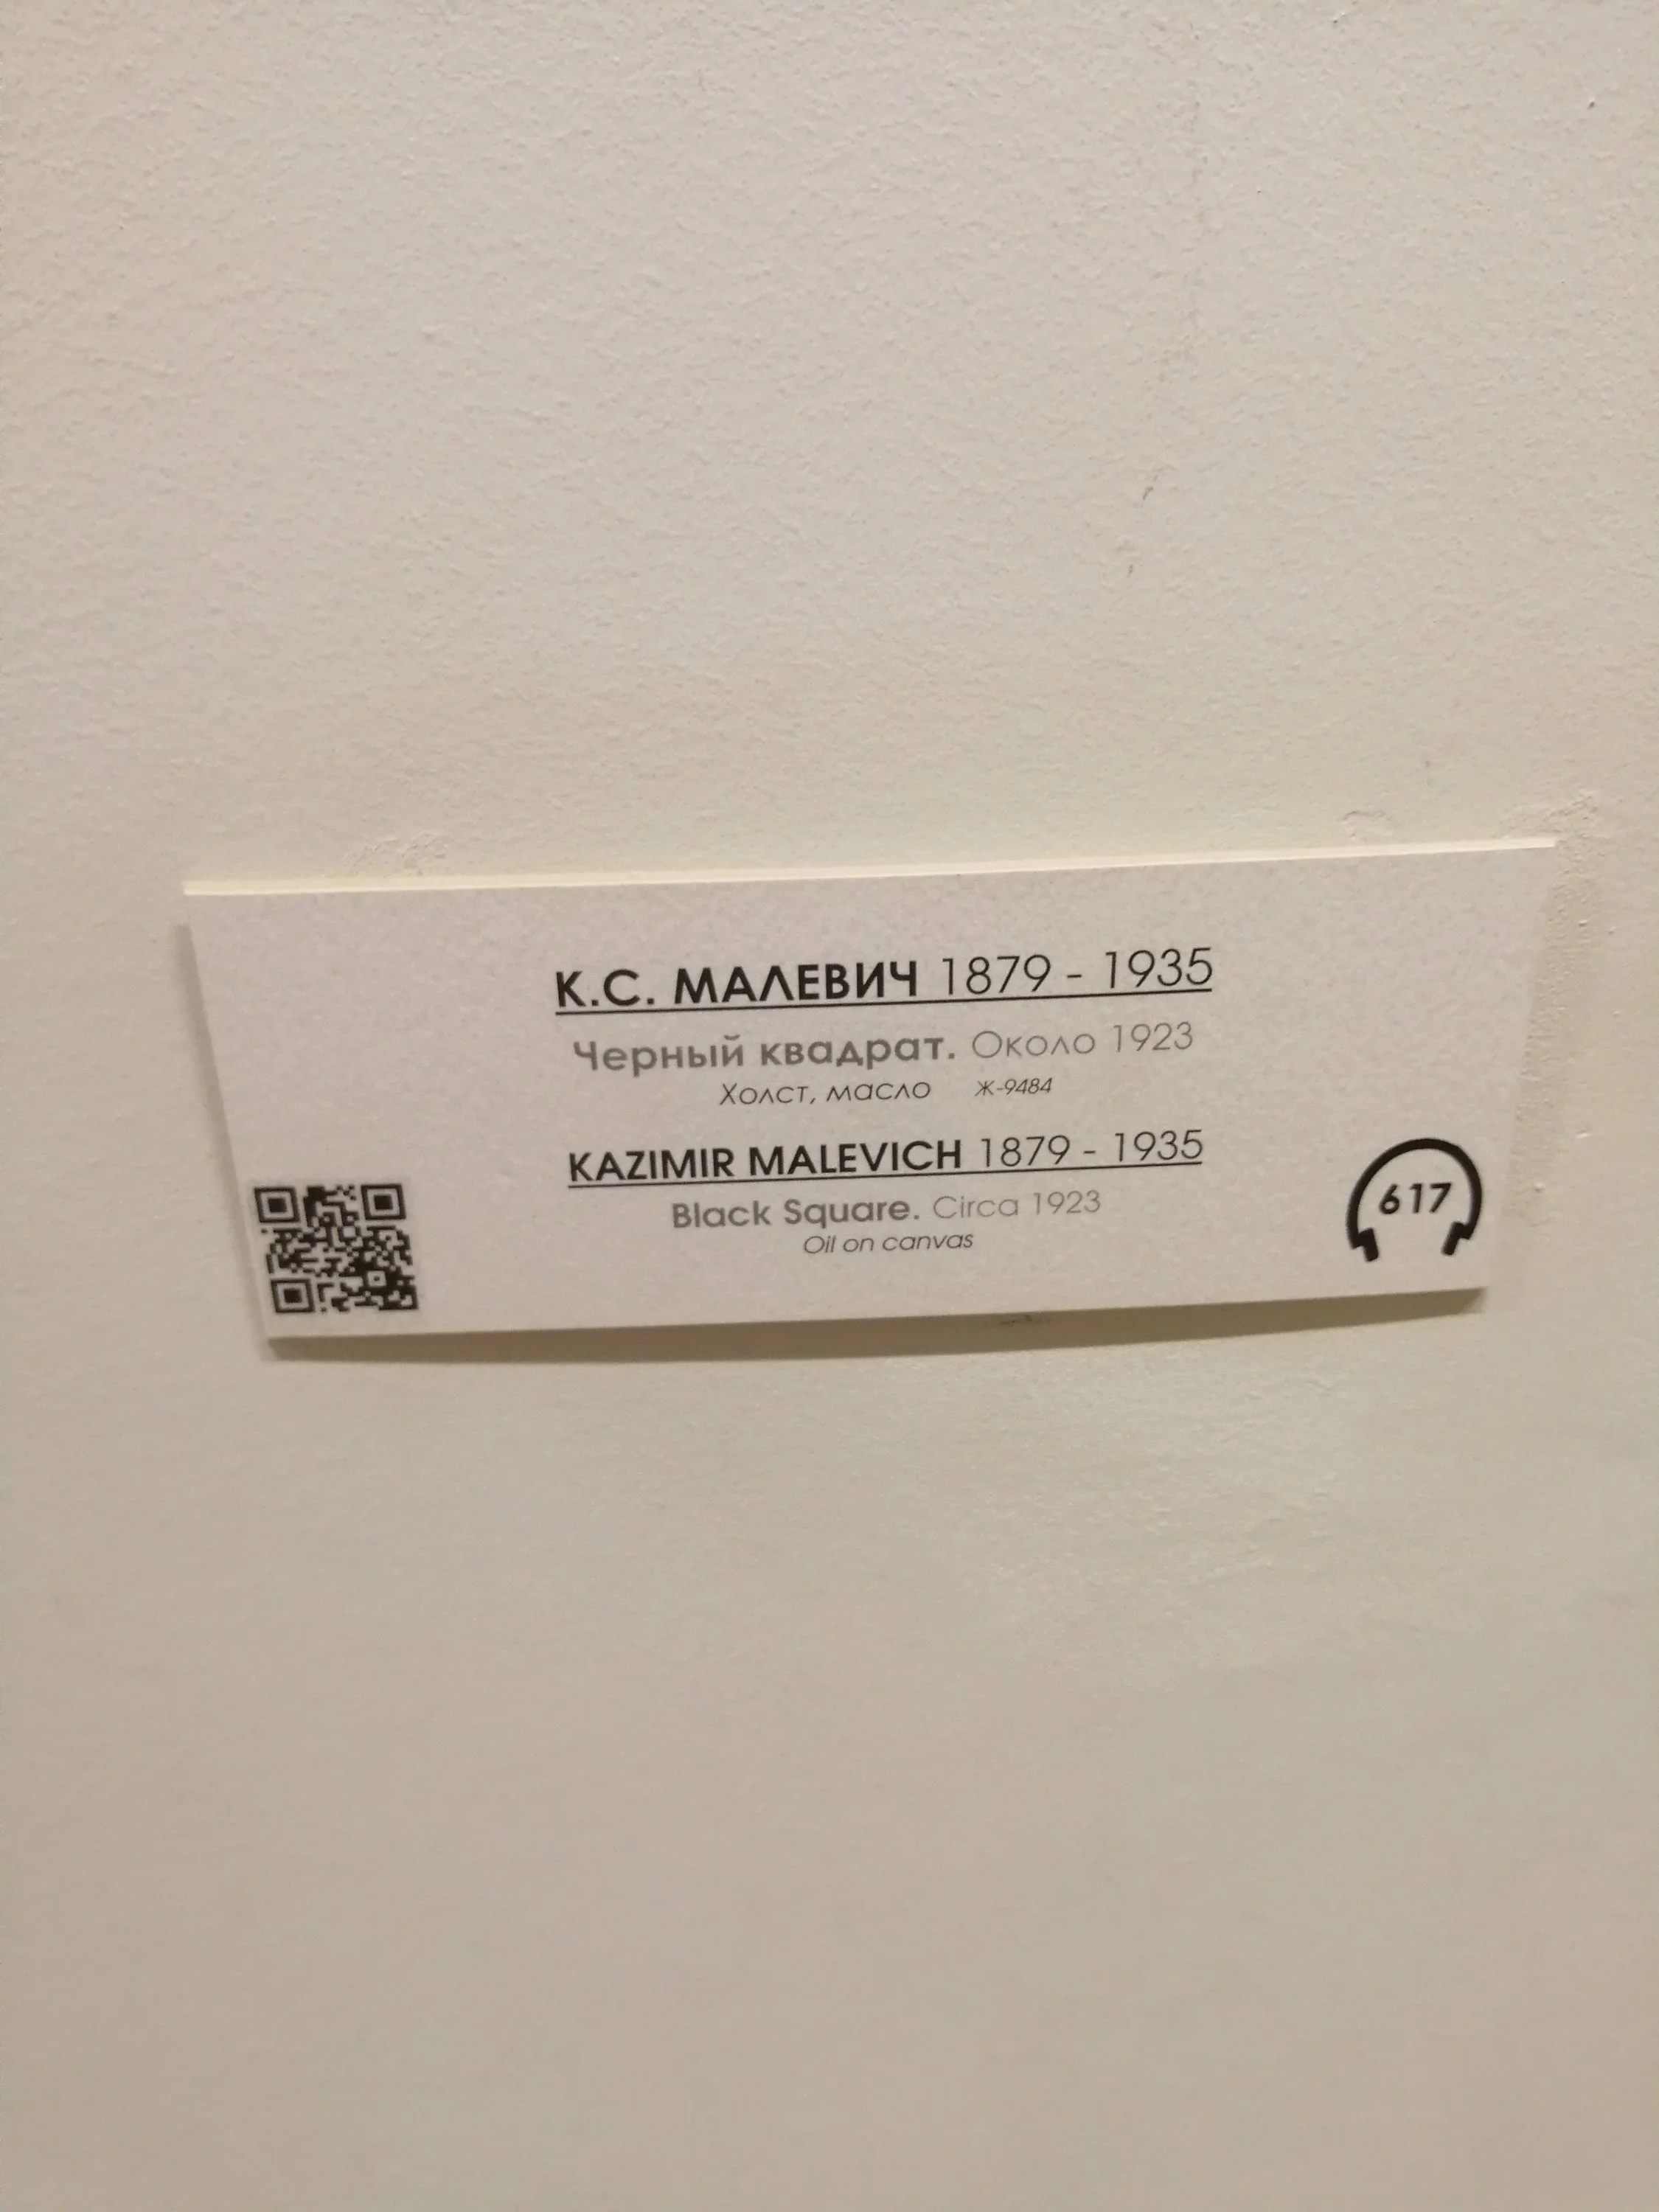 К.С. МАЛЕВИЧ 1879 - 1935
Черный квадрат. Около 1923
Холст, масло Ж-9484
KAZIMIR MALEVICH 1879 - 1935
Black Square. Circa 1923
Oil on canvas
617